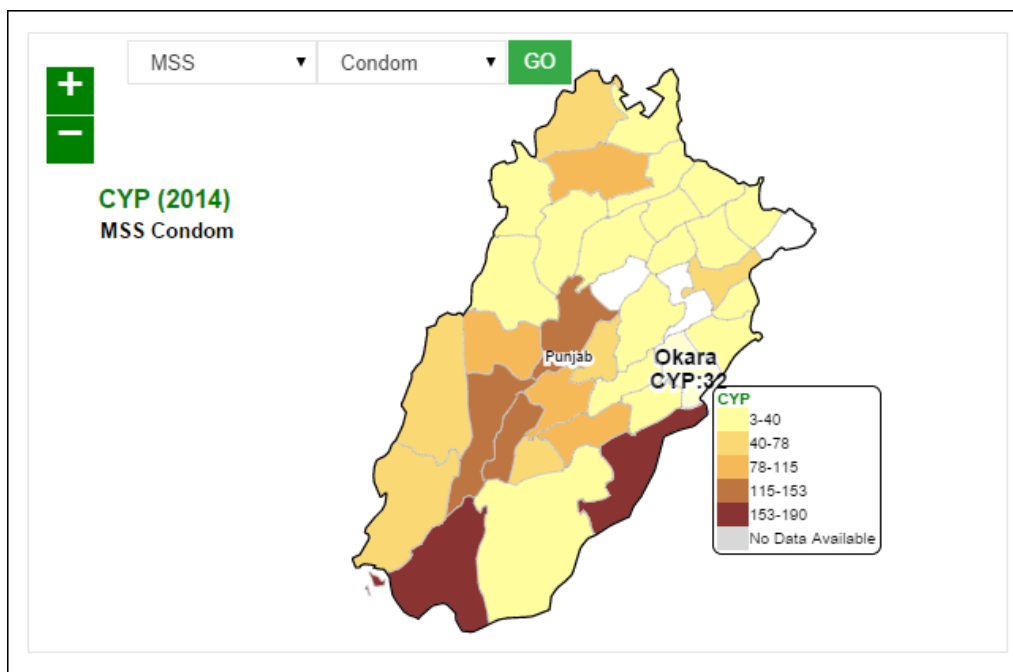 MSS ▼ Condom ▼ GO
+
−
CYP (2014)
MSS Condom
Punjab
Okara
CYP:32
CYP
3-40
40-78
78-115
115-153
153-190
No Data Available